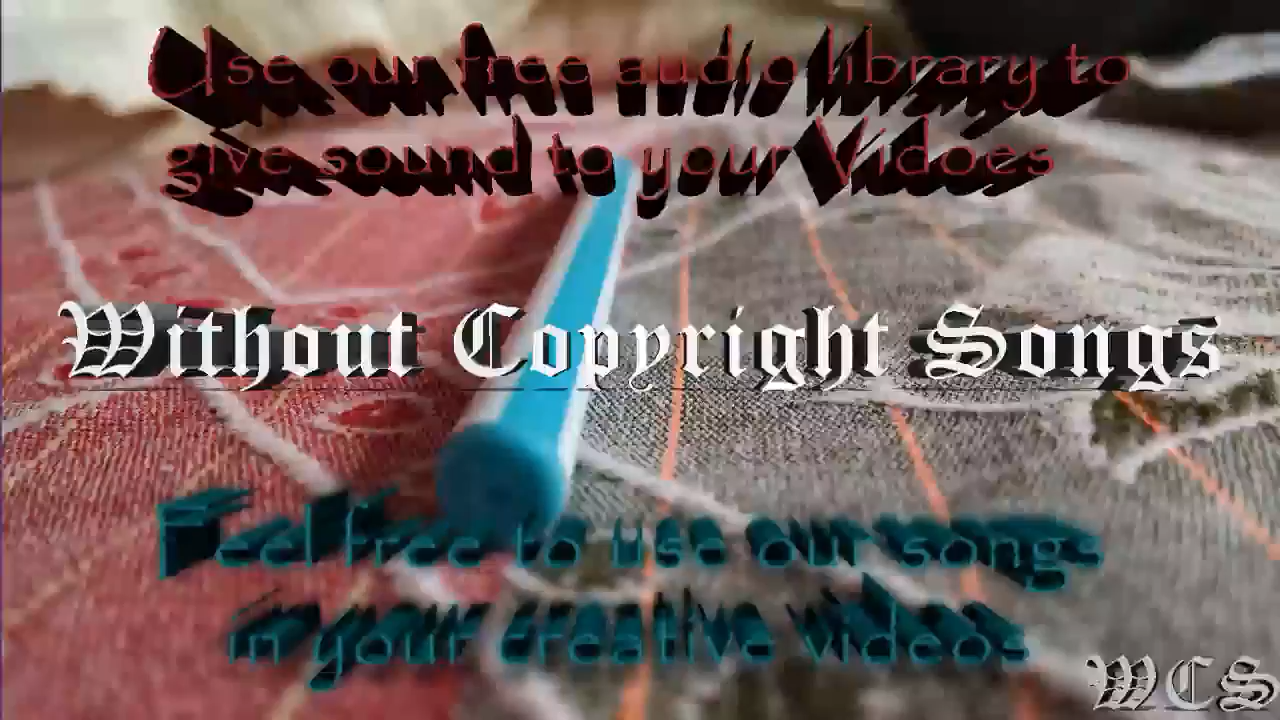 Use our free audio library to
give sound to your Vidoes
Without Copyright Songs
Feel free to use our songs
in your creative videos
WCS